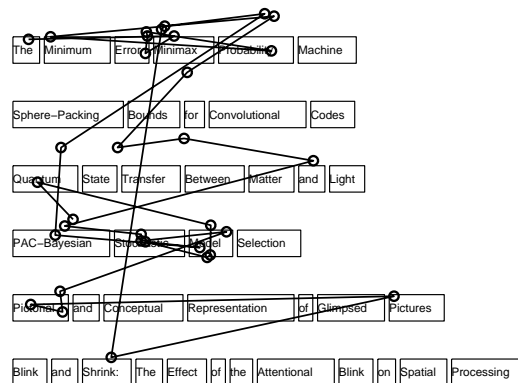 The Minimum Error Minimax Probability Machine
Sphere−Packing Bounds for Convolutional Codes
Quantum State Transfer Between Matter and Light
PAC−Bayesian Stochastic Model Selection
Pictorial and Conceptual Representation of Glimpsed Pictures
Blink and Shrink: The Effect of the Attentional Blink on Spatial Processing